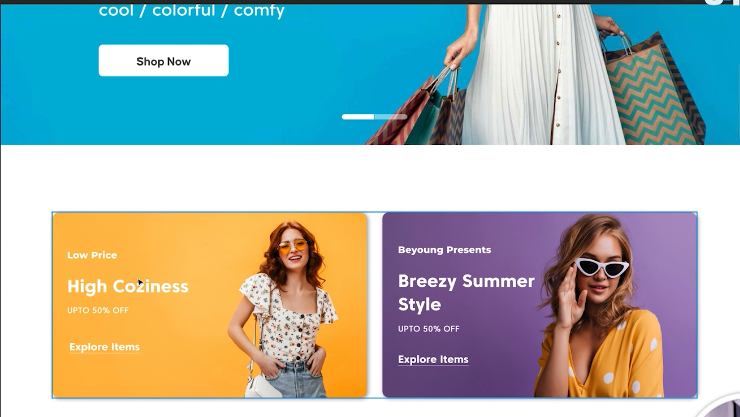 cool / colorful / comfy
Shop Now
Low Price
High Coziness
UPTO 50% OFF
Explore Items
Beyoung Presents
Breezy Summer
Style
UPTO 50% OFF
Explore Items